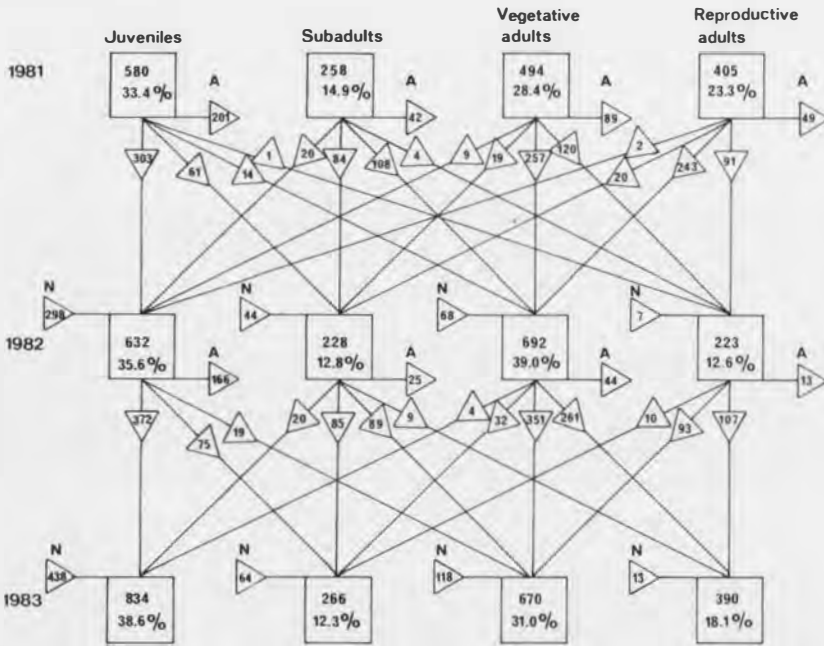 Juveniles Subadults Vegetative adults Reproductive adults
1981
580 258 494 405
33.4% 14.9% 28.4% 23.3%
A A A A
201 42 89 49
303 61 14 1 20 84 108 4 9 19 257 120 2 20 243 91
N N N N
298 44 68 7
1982
632 228 692 223
35.6% 12.8% 39.0% 12.6%
A A A A
166 25 44 13
372 75 19 20 85 89 9 4 32 351 261 10 93 107
N N N N
438 64 118 13
1983
834 266 670 390
38.6% 12.3% 31.0% 18.1%